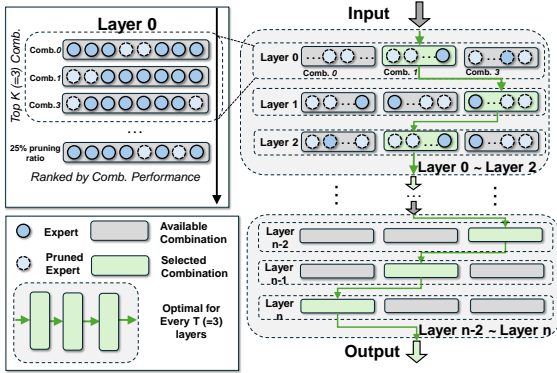 Layer 0
Top K (=3) Comb.
Comb.0
Comb.1
Comb.3
...
25% pruning
ratio
Ranked by Comb. Performance
Expert
Available
Combination
Pruned
Expert
Selected
Combination
Optimal for
Every T (=3)
layers
Input
Layer 0
Comb. 0
Comb. 1
Comb. 3
Layer 1
Layer 2
Layer 0 ~ Layer 2
Layer
n-2
Layer
n-1
Layer
n
Layer n-2 ~ Layer n
Output